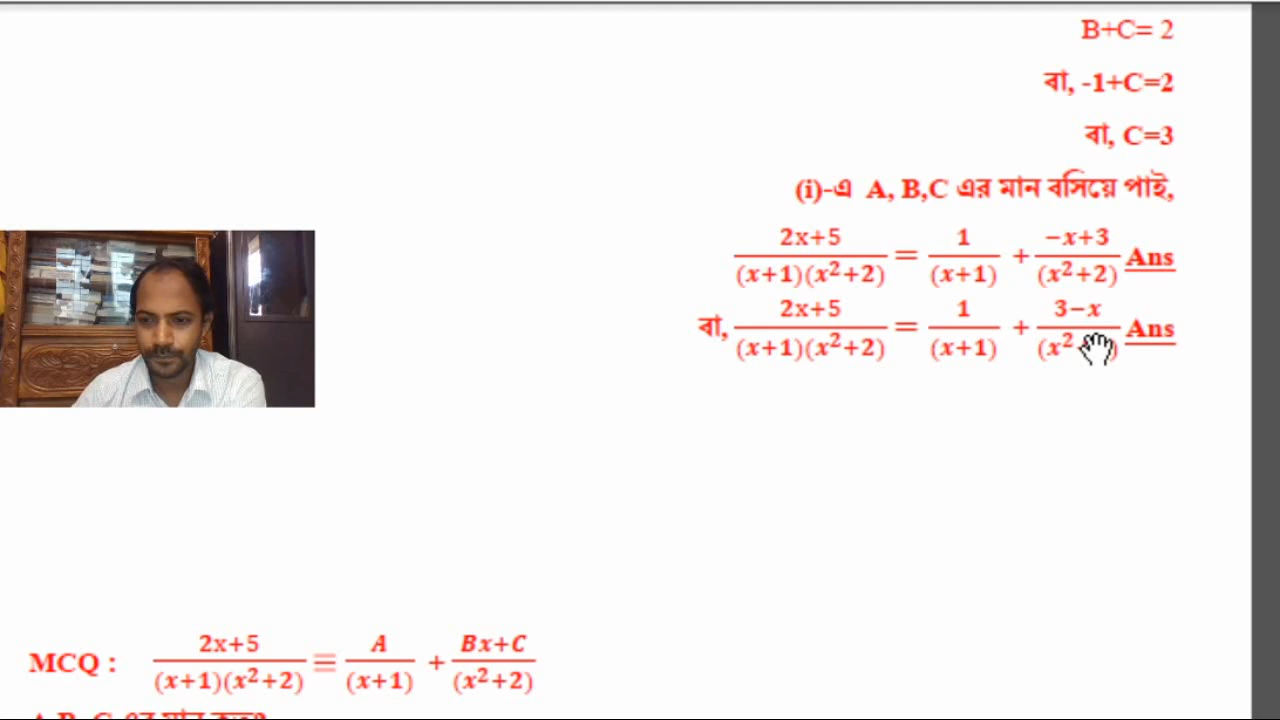 B+C= 2
বা, -1+C=2
বা, C=3
(i)-এ A, B,C এর মান বসিয়ে পাই,
2x+5/(x+1)(x²+2) = 1/(x+1) + −x+3/(x²+2) Ans
বা, 2x+5/(x+1)(x²+2) = 1/(x+1) + 3−x/(x² ) Ans
MCQ : 2x+5/(x+1)(x²+2) ≡ A/(x+1) + Bx+C/(x²+2)